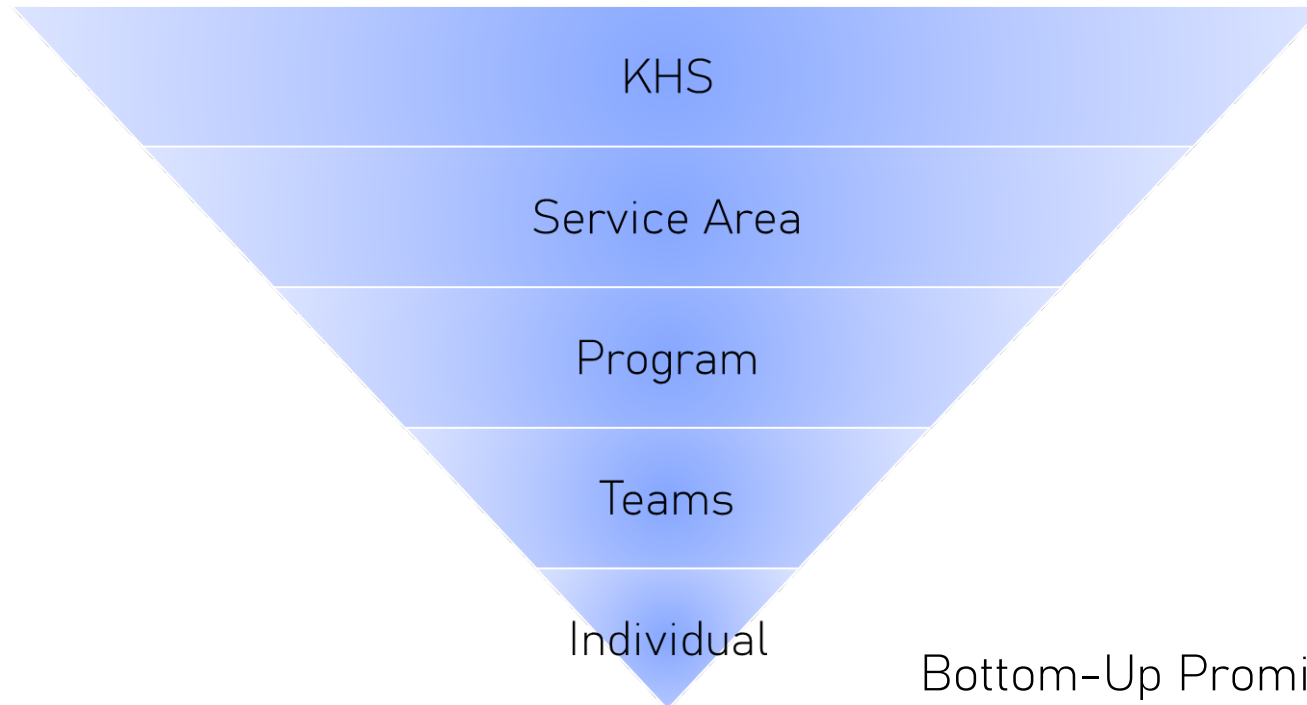 KHS
Service Area
Program
Teams
Individual
Bottom-Up Promi